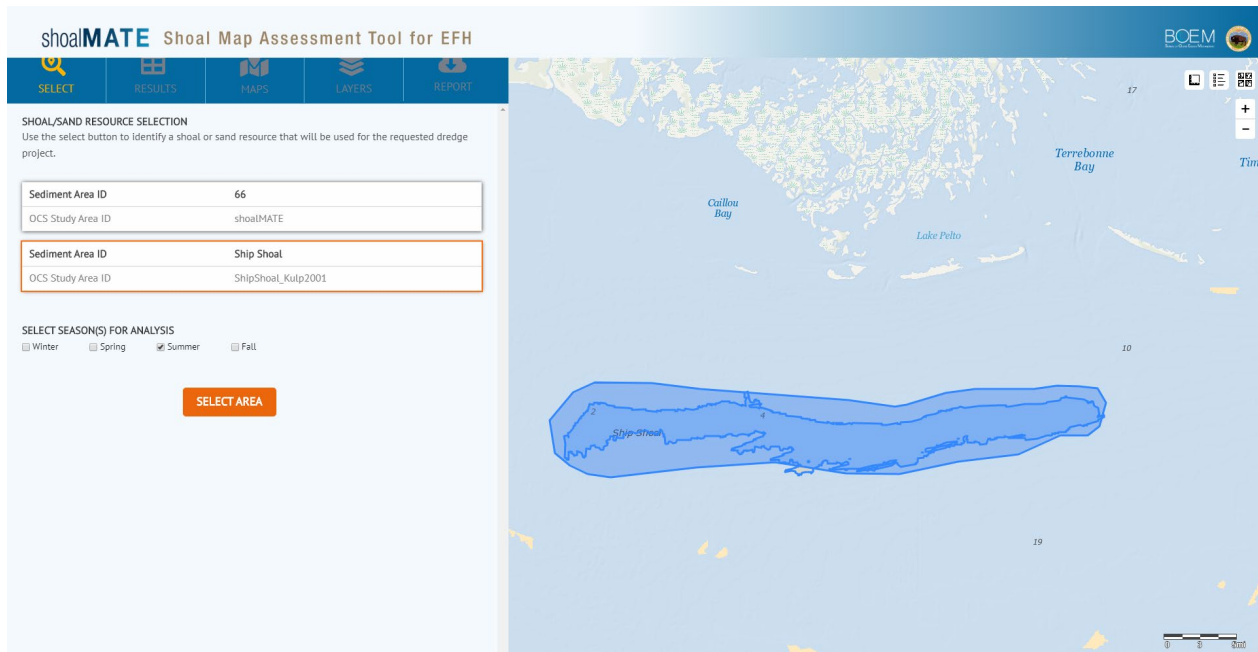 shoalMATE Shoal Map Assessment Tool for EFH
BOEM
SELECT
RESULTS
MAPS
LAYERS
REPORT
SHOAL/SAND RESOURCE SELECTION
Use the select button to identify a shoal or sand resource that will be used for the requested dredge
project.
Sediment Area ID 66
OCS Study Area ID shoalMATE
Sediment Area ID Ship Shoal
OCS Study Area ID ShipShoal_Kulp2001
SELECT SEASON(S) FOR ANALYSIS
Winter Spring Summer Fall
SELECT AREA
17
+
−
Terrebonne
Bay
Tim
Caillou
Bay
Lake Pelto
10
2
4
Ship Shoal
19
0 3 5mi